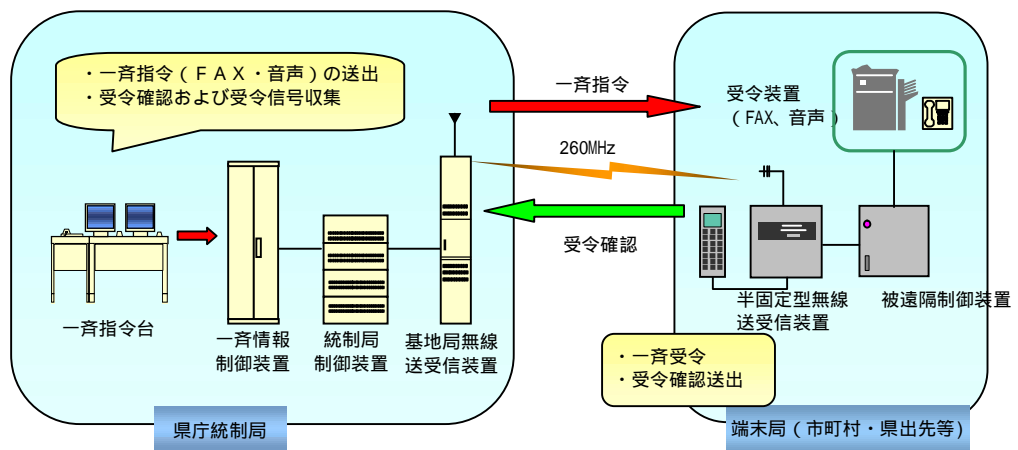 ・一斉指令（ＦＡＸ・音声）の送出
・受令確認および受令信号収集
一斉指令台
一斉情報
制御装置
統制局
制御装置
基地局無線
送受信装置
県庁統制局
一斉指令
260MHz
受令確認
受令装置
（FAX、音声）
半固定型無線
送受信装置
被遠隔制御装置
・一斉受令
・受令確認送出
端末局（市町村・県出先等)